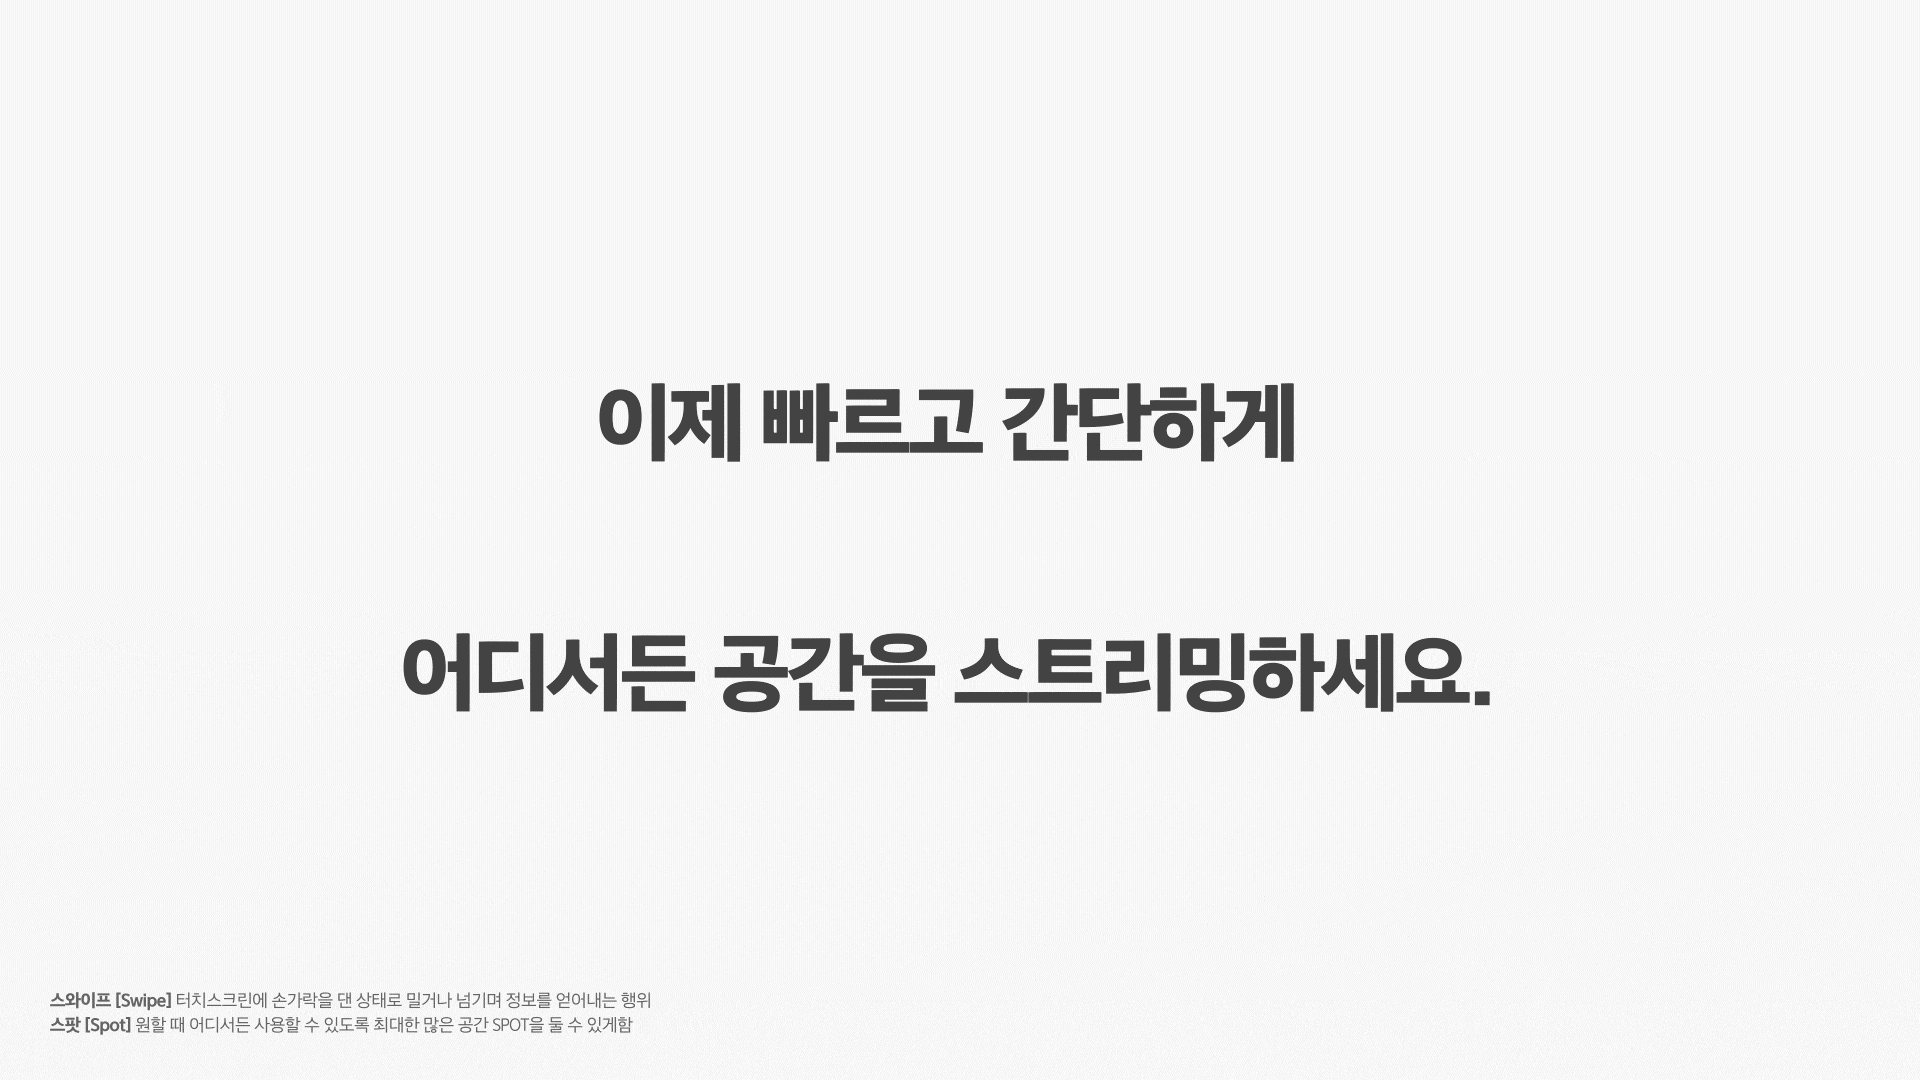 이제 빠르고 간단하게
어디서든 공간을 스트리밍하세요.
스와이프 [Swipe] 터치스크린에 손가락을 댄 상태로 밀거나 넘기며 정보를 얻어내는 행위
스팟 [Spot] 원할 때 어디서든 사용할 수 있도록 최대한 많은 공간 SPOT을 둘 수 있게함